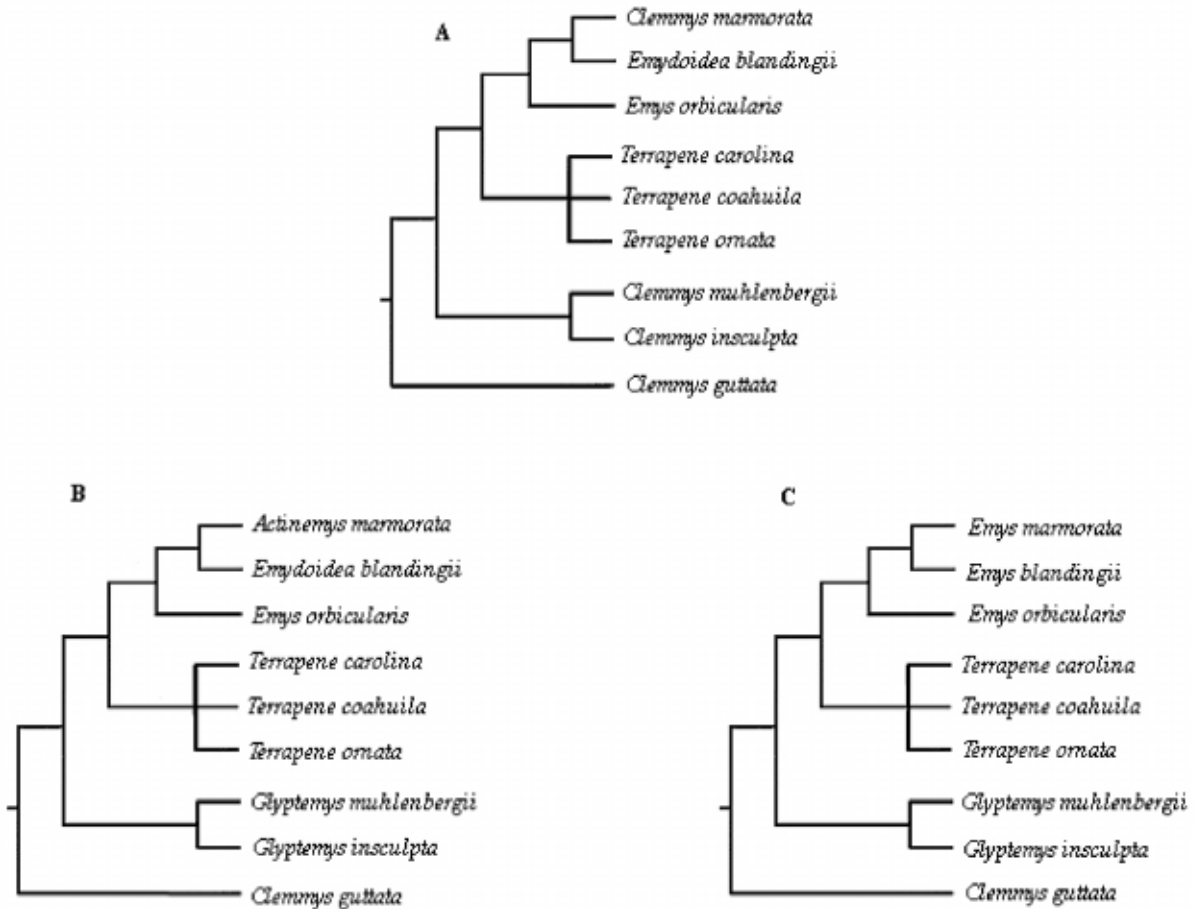 A
Clemmys marmorata
Emydoidea blandingii
Emys orbicularis
Terrapene carolina
Terrapene coahuila
Terrapene ornata
Clemmys muhlenbergii
Clemmys insculpta
Clemmys guttata
B
Actinemys marmorata
Emydoidea blandingii
Emys orbicularis
Terrapene carolina
Terrapene coahuila
Terrapene ornata
Glyptemys muhlenbergii
Glyptemys insculpta
Clemmys guttata
C
Emys marmorata
Emys blandingii
Emys orbicularis
Terrapene carolina
Terrapene coahuila
Terrapene ornata
Glyptemys muhlenbergii
Glyptemys insculpta
Clemmys guttata